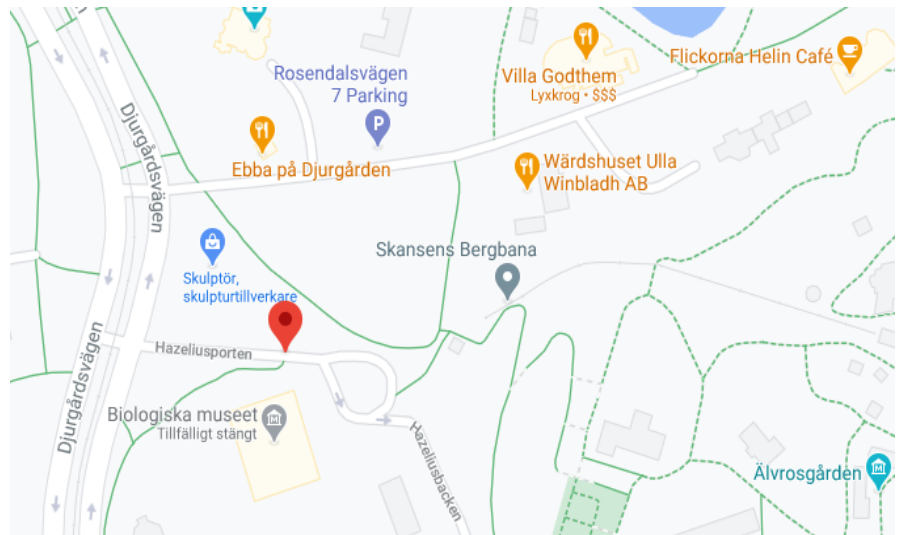 Djurgårdsvägen
Rosendalsvägen
7 Parking
P
Villa Godthem
Lyxkrog • $$$
Flickorna Helin Café
Ebba på Djurgården
Wärdshuset Ulla
Winbladh AB
Skansens Bergbana
Skulptör,
skulpturtillverkare
Djurgårdsvägen
Hazeliusporten
Biologiska museet
Tillfälligt stängt
Hazeliusbacken
Älvrosgården